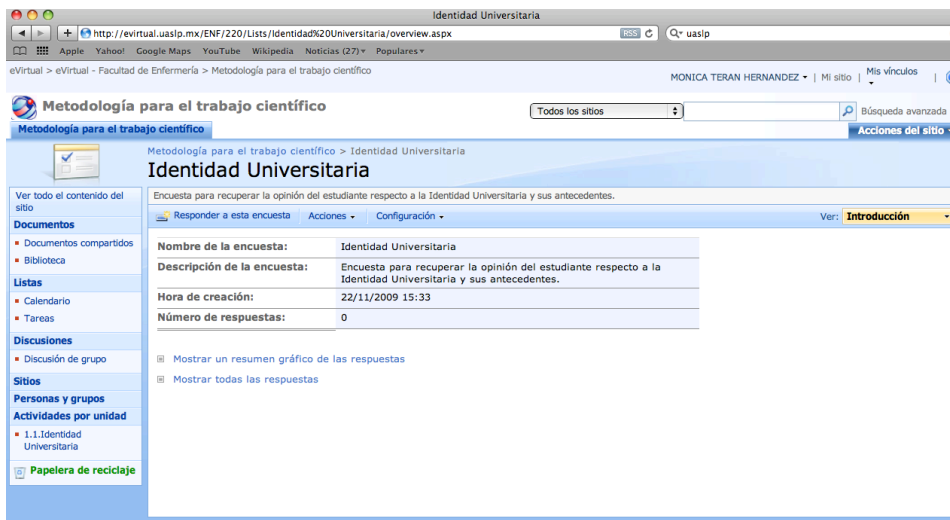 Identidad Universitaria
http://evirtual.uaslp.mx/ENF/220/Lists/Identidad%20Universitaria/overview.aspx RSS uaslp
Apple Yahoo! Google Maps YouTube Wikipedia Noticias (27) Populares
eVirtual > eVirtual - Facultad de Enfermería > Metodología para el trabajo científico
MONICA TERAN HERNANDEZ | Mi sitio | Mis vínculos |
Metodología para el trabajo científico
Todos los sitios Búsqueda avanzada
Metodología para el trabajo científico Acciones del sitio
Metodología para el trabajo científico > Identidad Universitaria
Identidad Universitaria
Ver todo el contenido del
sitio
Documentos
Documentos compartidos
Biblioteca
Listas
Calendario
Tareas
Discusiones
Discusión de grupo
Sitios
Personas y grupos
Actividades por unidad
1.1.Identidad
Universitaria
Papelera de reciclaje
Encuesta para recuperar la opinión del estudiante respecto a la Identidad Universitaria y sus antecedentes.
Responder a esta encuesta Acciones Configuración Ver: Introducción
Nombre de la encuesta: Identidad Universitaria
Descripción de la encuesta: Encuesta para recuperar la opinión del estudiante respecto a la
Identidad Universitaria y sus antecedentes.
Hora de creación: 22/11/2009 15:33
Número de respuestas: 0
Mostrar un resumen gráfico de las respuestas
Mostrar todas las respuestas